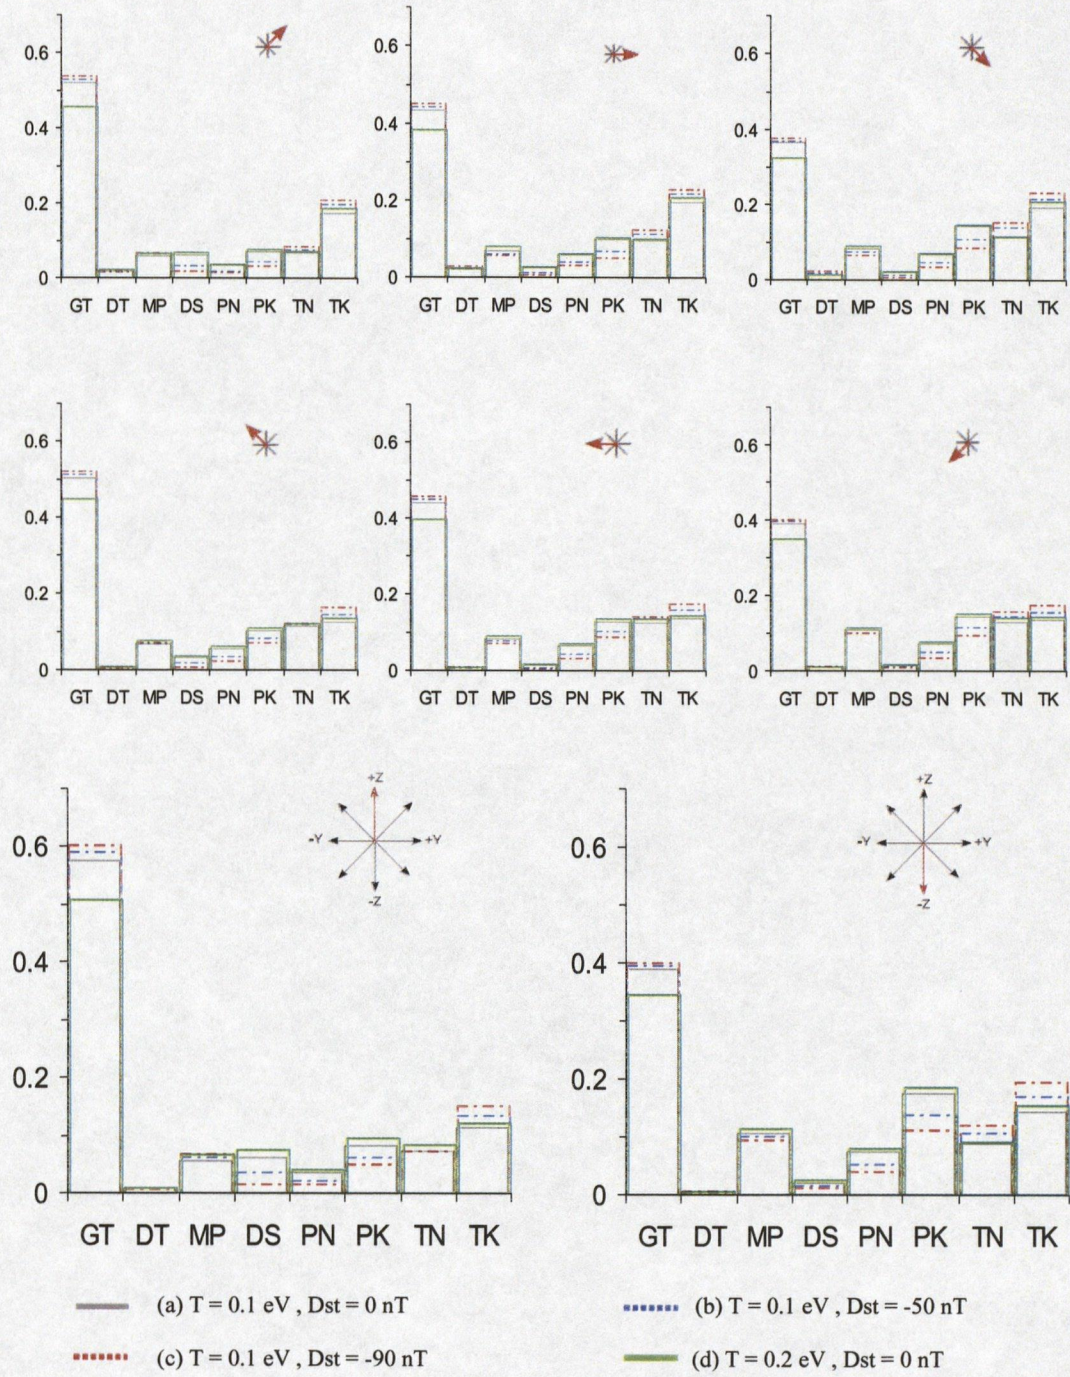 0.6 0.6 0.6
0.4 0.4 0.4
0.2 0.2 0.2
0 0 0
GT DT MP DS PN PK TN TK GT DT MP DS PN PK TN TK GT DT MP DS PN PK TN TK
0.6 0.6 0.6
0.4 0.4 0.4
0.2 0.2 0.2
0 0 0
GT DT MP DS PN PK TN TK GT DT MP DS PN PK TN TK GT DT MP DS PN PK TN TK
+Z +Z
-Y +Y -Y +Y
-Z -Z
0.6 0.6
0.4 0.4
0.2 0.2
0 0
GT DT MP DS PN PK TN TK GT DT MP DS PN PK TN TK
(a) T = 0.1 eV , Dst = 0 nT (b) T = 0.1 eV , Dst = -50 nT
(c) T = 0.1 eV , Dst = -90 nT (d) T = 0.2 eV , Dst = 0 nT